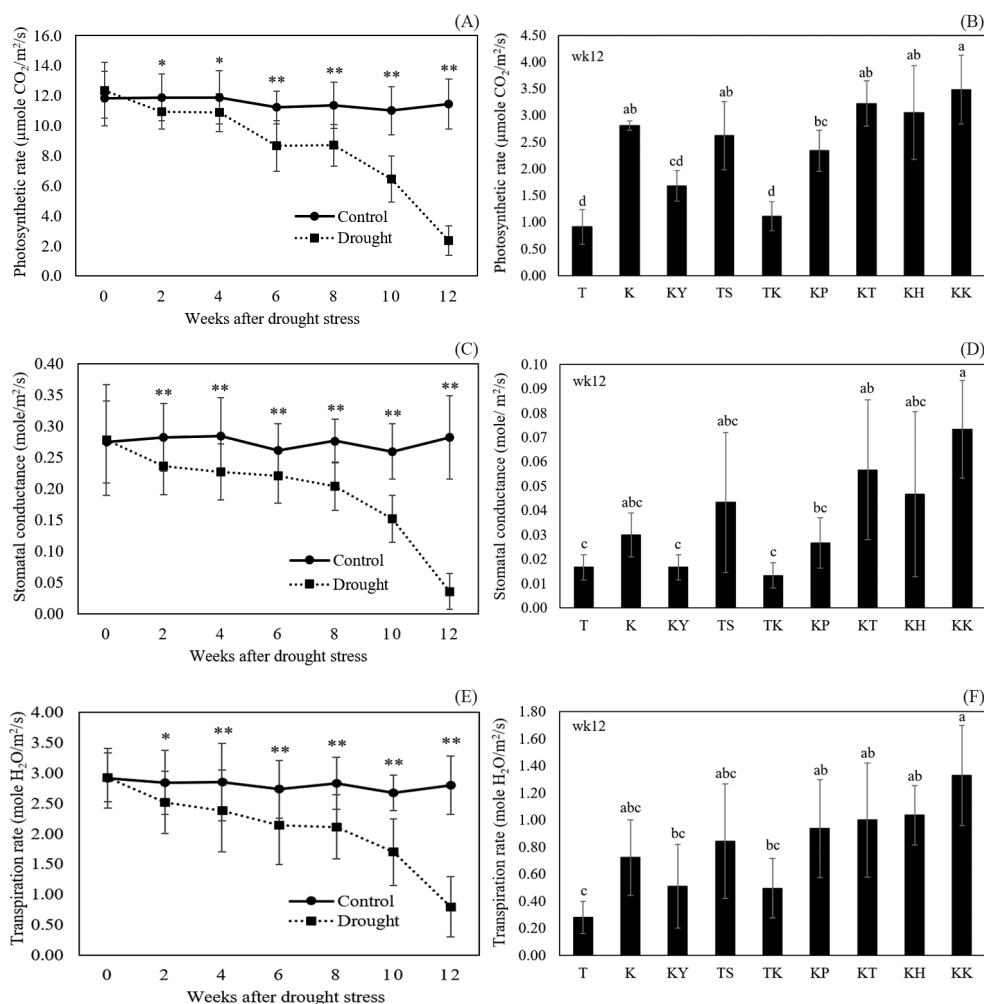 (A)
Photosynthetic rate (µmole CO₂/m²/s)
16.0
14.0
12.0
10.0
8.0
6.0
4.0
2.0
0.0
* * ** ** ** **
Control
Drought
0 2 4 6 8 10 12
Weeks after drought stress
(B)
Photosynthetic rate (µmole CO₂/m²/s)
4.50
4.00
3.50
3.00
2.50
2.00
1.50
1.00
0.50
0.00
wk12
d ab cd ab d bc ab ab a
T K KY TS TK KP KT KH KK
(C)
Stomatal conductance (mole/m²/s)
0.40
0.35
0.30
0.25
0.20
0.15
0.10
0.05
0.00
** ** ** ** ** **
Control
Drought
0 2 4 6 8 10 12
Weeks after drought stress
(D)
Stomatal conductance (mole/ m²/s)
0.10
0.09
0.08
0.07
0.06
0.05
0.04
0.03
0.02
0.01
0.00
wk12
c abc c abc c bc ab abc a
T K KY TS TK KP KT KH KK
(E)
Transpiration rate (mole H₂O/m²/s)
4.00
3.50
3.00
2.50
2.00
1.50
1.00
0.50
0.00
* ** ** ** ** **
Control
Drought
0 2 4 6 8 10 12
Weeks after drought stress
(F)
Transpiration rate (mole H₂O/m²/s)
1.80
1.60
1.40
1.20
1.00
0.80
0.60
0.40
0.20
0.00
wk12
c abc bc abc bc ab ab ab a
T K KY TS TK KP KT KH KK